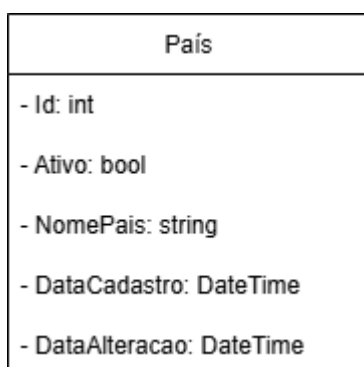 País
- Id: int
- Ativo: bool
- NomePais: string
- DataCadastro: DateTime
- DataAlteracao: DateTime